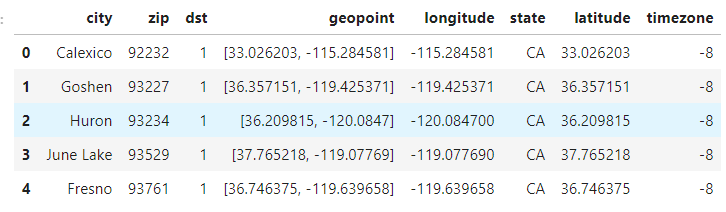 city zip dst geopoint longitude state latitude timezone
0 Calexico 92232 1 [33.026203, -115.284581] -115.284581 CA 33.026203 -8
1 Goshen 93227 1 [36.357151, -119.425371] -119.425371 CA 36.357151 -8
2 Huron 93234 1 [36.209815, -120.0847] -120.084700 CA 36.209815 -8
3 June Lake 93529 1 [37.765218, -119.07769] -119.077690 CA 37.765218 -8
4 Fresno 93761 1 [36.746375, -119.639658] -119.639658 CA 36.746375 -8